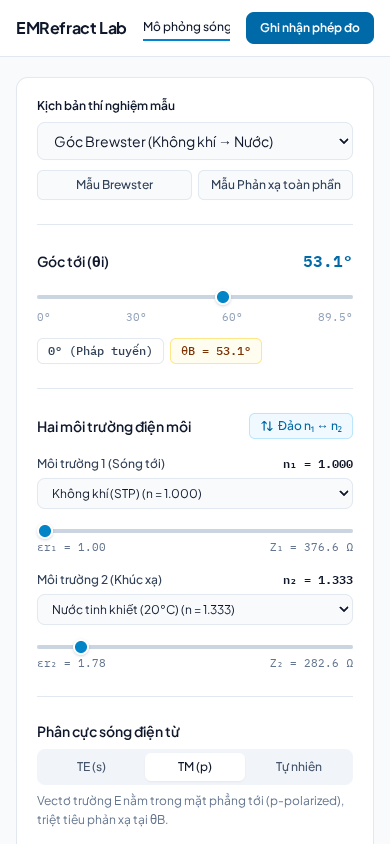 EMRefract Lab
Mô phỏng sóng
Ghi nhận phép đo
Kịch bản thí nghiệm mẫu
Góc Brewster (Không khí → Nước)
Mẫu Brewster
Mẫu Phản xạ toàn phần
Góc tới (θi)
53.1°
0°
30°
60°
89.5°
0° (Pháp tuyến)
θB = 53.1°
Hai môi trường điện môi
⇅ Đảo n₁ ↔ n₂
Môi trường 1 (Sóng tới)
n₁ = 1.000
Không khí (STP) (n = 1.000)
εr₁ = 1.00
Z₁ = 376.6 Ω
Môi trường 2 (Khúc xạ)
n₂ = 1.333
Nước tinh khiết (20°C) (n = 1.333)
εr₂ = 1.78
Z₂ = 282.6 Ω
Phân cực sóng điện từ
TE (s)
TM (p)
Tự nhiên
Vectơ trường E nằm trong mặt phẳng tới (p-polarized),
triệt tiêu phản xạ tại θB.